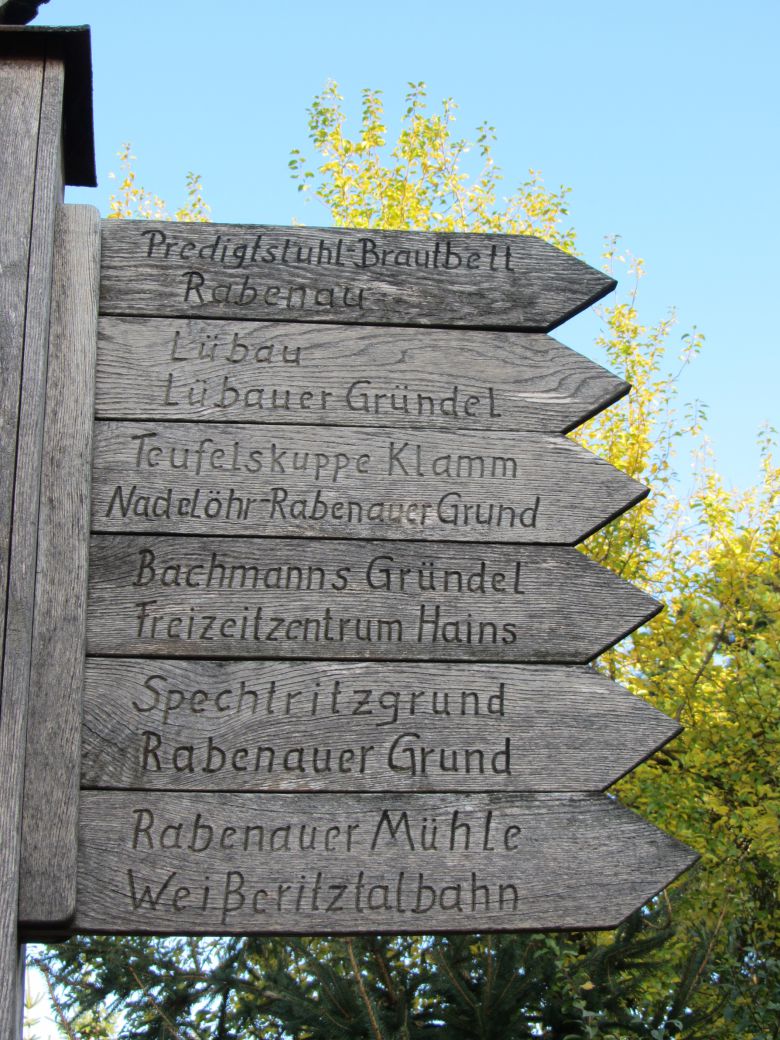 Predigtstuhl-Brautbett
Rabenau
Lübau
Lübauer Gründel
Teufelskuppe Klamm
Nadelöhr-Rabenauer Grund
Bachmanns Gründel
Freizeitzentrum Hains
Spechtritzgrund
Rabenauer Grund
Rabenauer Mühle
Weißeritztalbahn